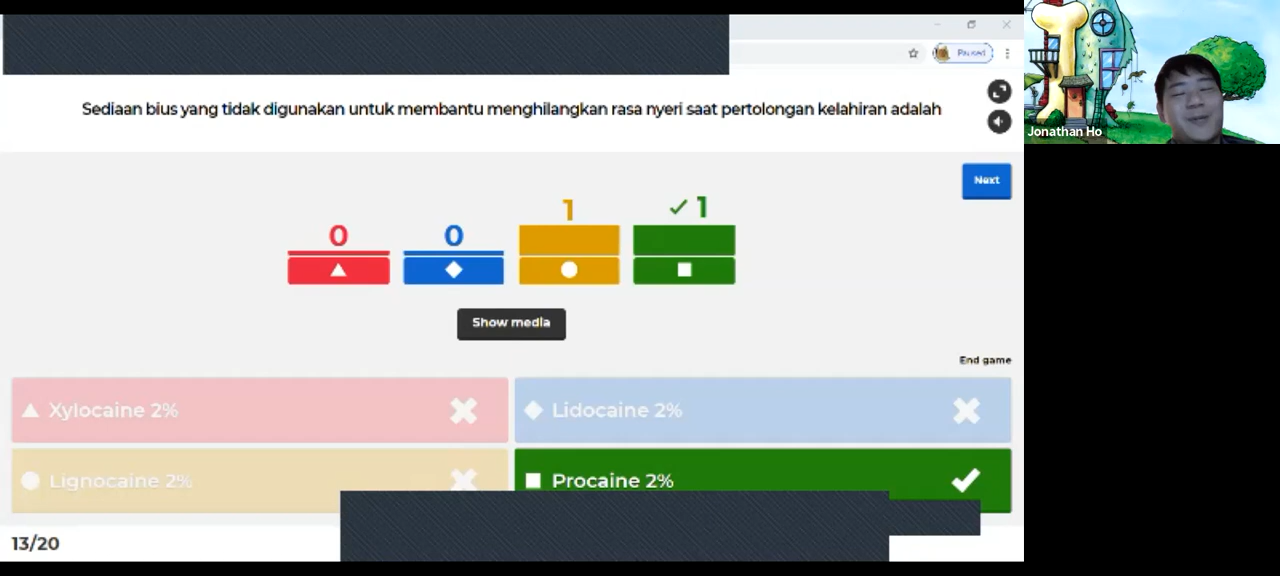 Paused
Sediaan bius yang tidak digunakan untuk membantu menghilangkan rasa nyeri saat pertolongan kelahiran adalah
Jonathan Ho
Next
0
0
1
1
Show media
End game
Xylocaine 2%
Lidocaine 2%
Lignocaine 2%
Procaine 2%
13/20